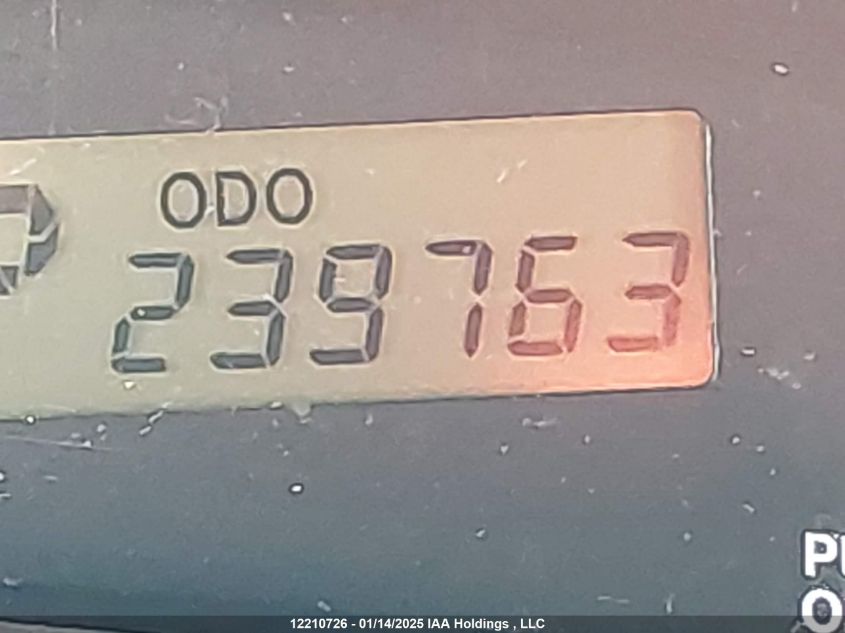 ODO
239763
P
O
12210726 - 01/14/2025 IAA Holdings , LLC